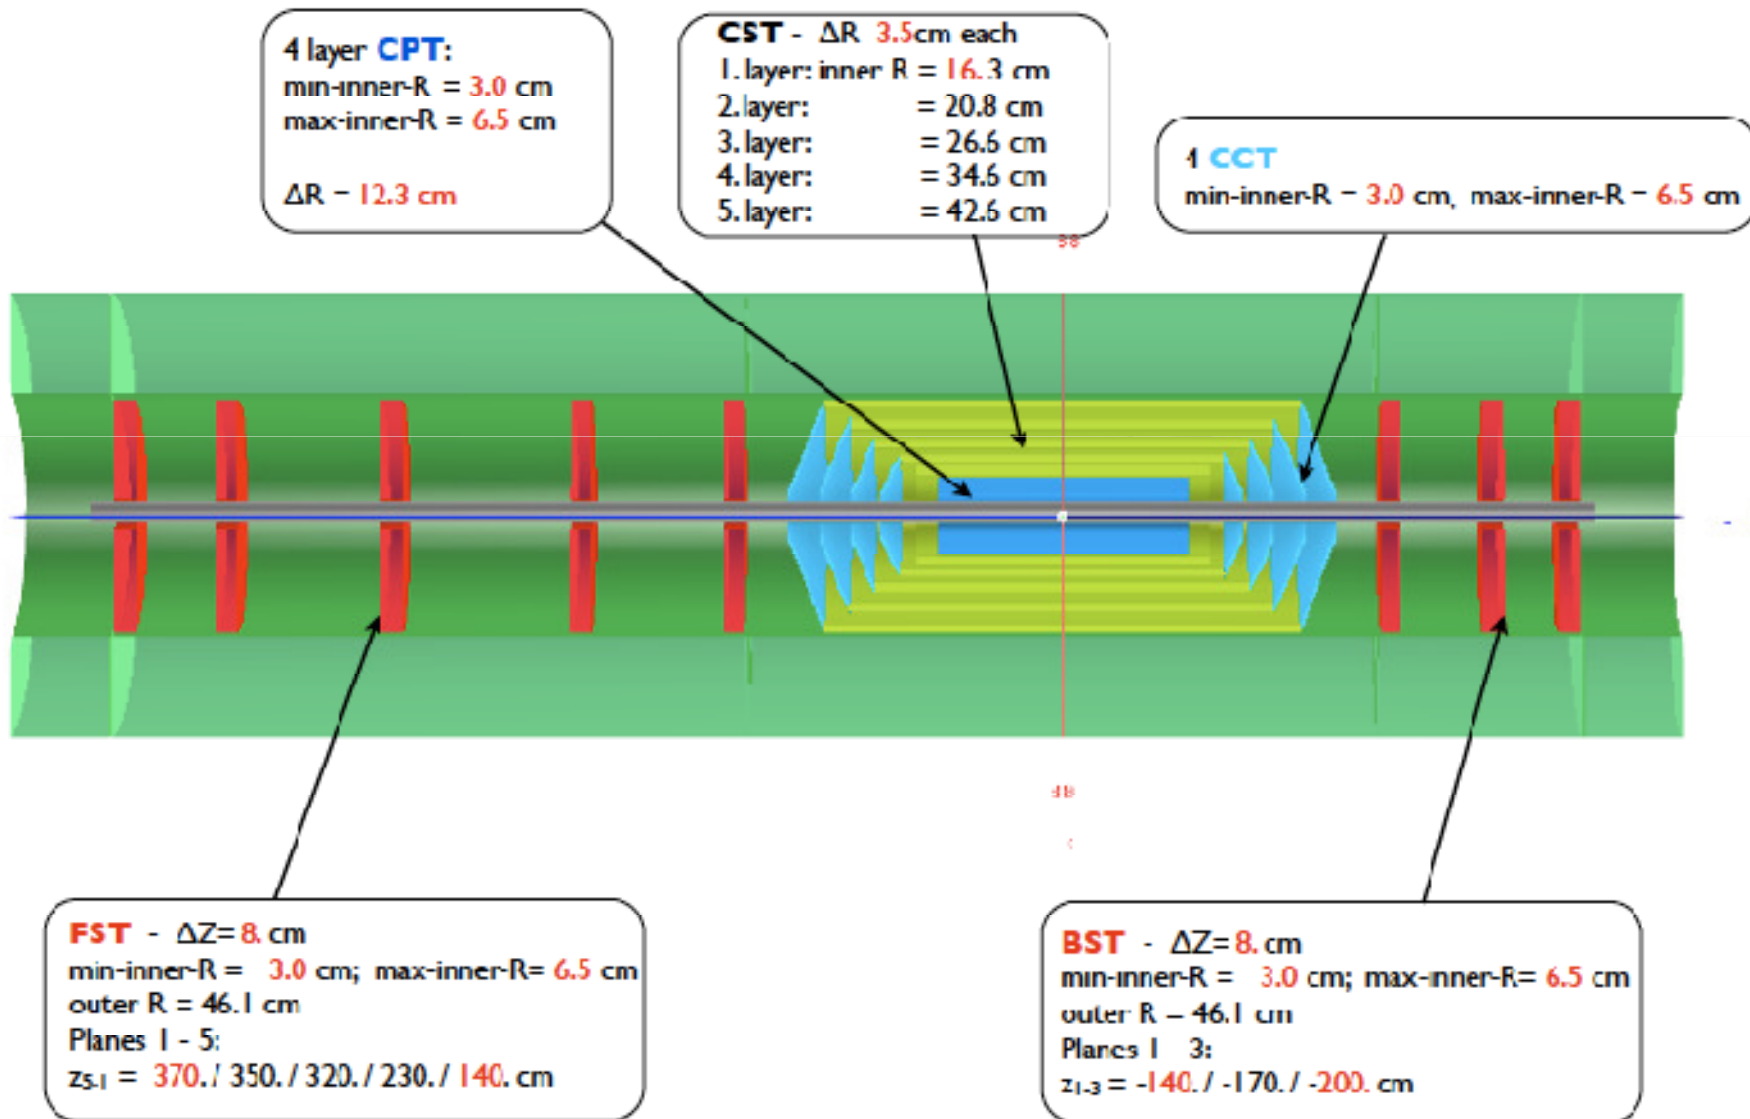 4 layer CPT:
min-inner-R = 3.0 cm
max-inner-R = 6.5 cm
ΔR = 12.3 cm
CST - ΔR 3.5cm each
1. layer: inner R = 16.3 cm
2. layer: = 20.8 cm
3. layer: = 26.6 cm
4. layer: = 34.6 cm
5. layer: = 42.6 cm
4 CCT
min-inner-R = 3.0 cm, max-inner-R = 6.5 cm
FST - ΔZ= 8. cm
min-inner-R = 3.0 cm; max-inner-R= 6.5 cm
outer R = 46.1 cm
Planes 1 - 5:
z5-1 = 370. / 350. / 320. / 230. / 140. cm
BST - ΔZ= 8. cm
min-inner-R = 3.0 cm; max-inner-R= 6.5 cm
outer R = 46.1 cm
Planes 1 3:
z1-3 = -140. / -170. / -200. cm